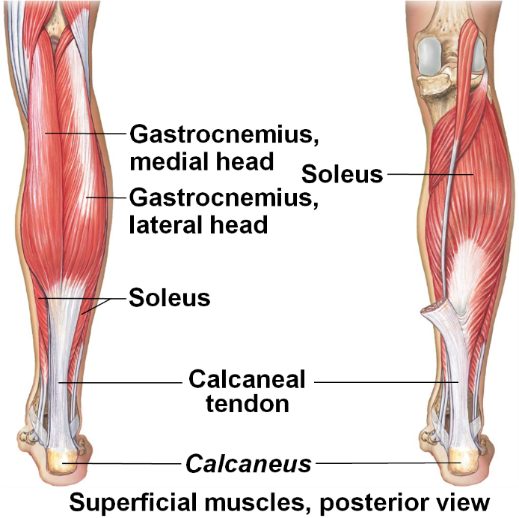 Gastrocnemius,
medial head
Soleus
Gastrocnemius,
lateral head
Soleus
Calcaneal
tendon
Calcaneus
Superficial muscles, posterior view